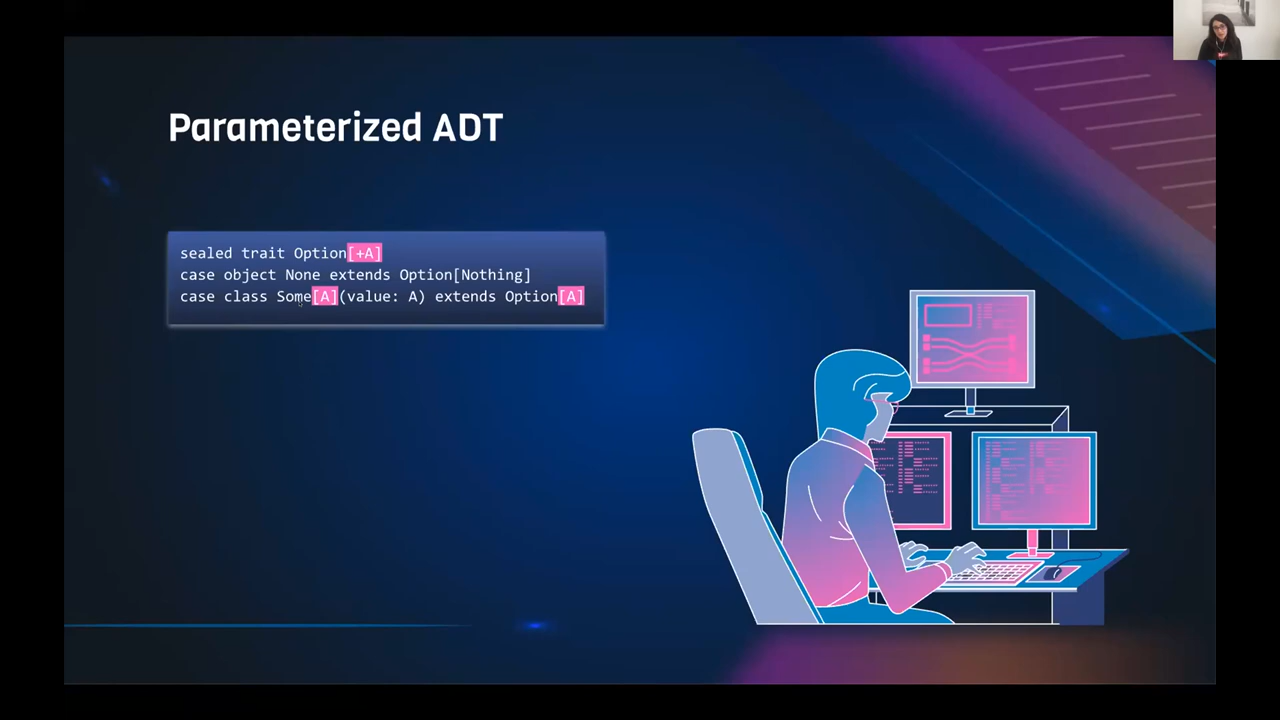 Parameterized ADT
sealed trait Option[+A]
case object None extends Option[Nothing]
case class Some[A](value: A) extends Option[A]